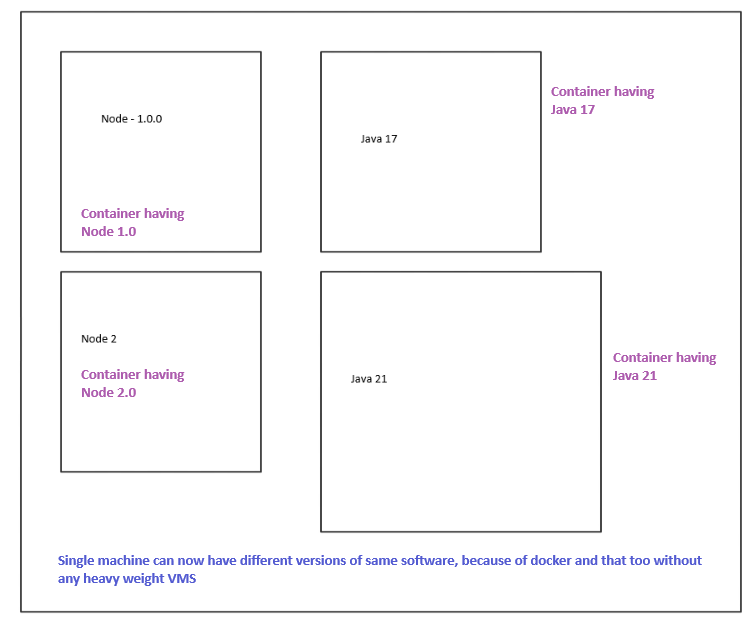 Node - 1.0.0
Container having
Node 1.0
Java 17
Container having
Java 17
Node 2
Container having
Node 2.0
Java 21
Container having
Java 21
Single machine can now have different versions of same software, because of docker and that too without
any heavy weight VMS